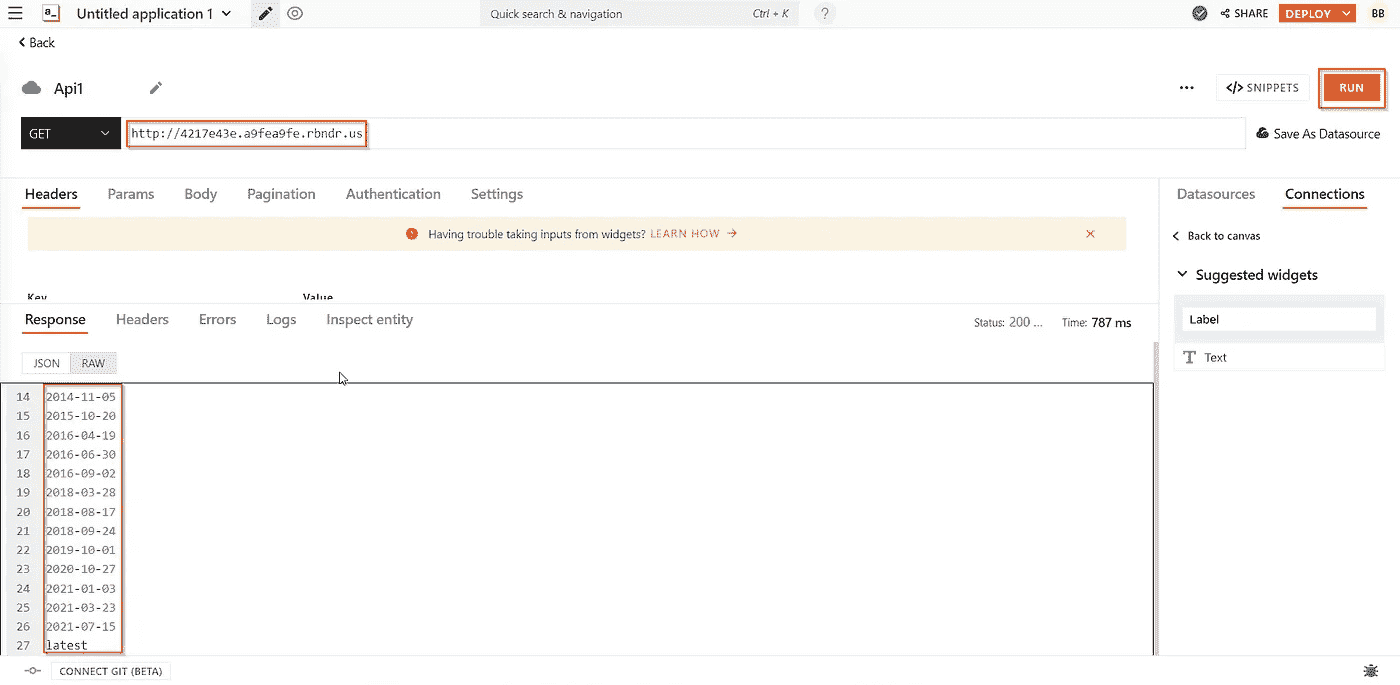 a_ Untitled application 1 Quick search & navigation Ctrl + K ? SHARE DEPLOY BB
Back
Api1 </> SNIPPETS RUN
GET http://4217e43e.a9fea9fe.rbndr.us Save As Datasource
Headers Params Body Pagination Authentication Settings Datasources Connections
Having trouble taking inputs from widgets? LEARN HOW → Back to canvas
Suggested widgets
Key Value
Response Headers Errors Logs Inspect entity Status: 200 ... Time: 787 ms Label
Text
JSON RAW
14 2014-11-05
15 2015-10-20
16 2016-04-19
17 2016-06-30
18 2016-09-02
19 2018-03-28
20 2018-08-17
21 2018-09-24
22 2019-10-01
23 2020-10-27
24 2021-01-03
25 2021-03-23
26 2021-07-15
27 latest
CONNECT GIT (BETA)